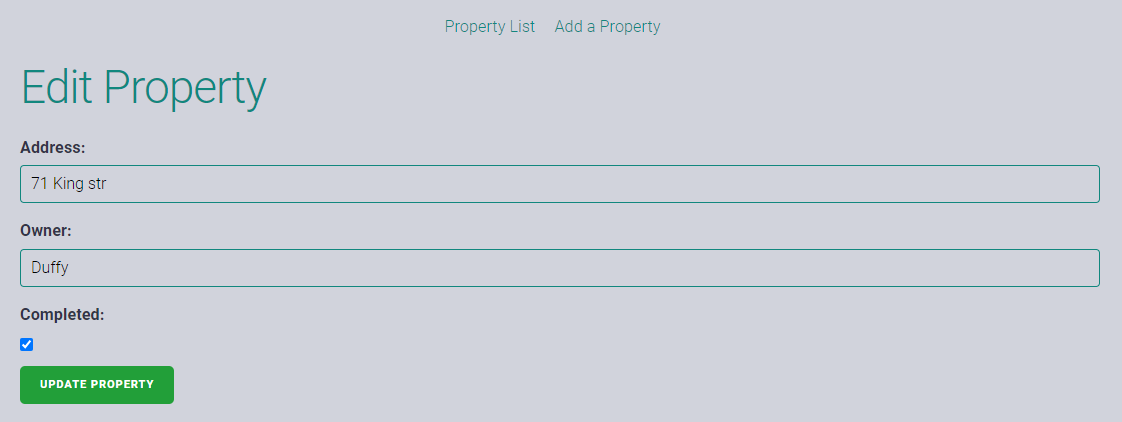 Property List Add a Property
Edit Property
Address:
71 King str
Owner:
Duffy
Completed:
UPDATE PROPERTY